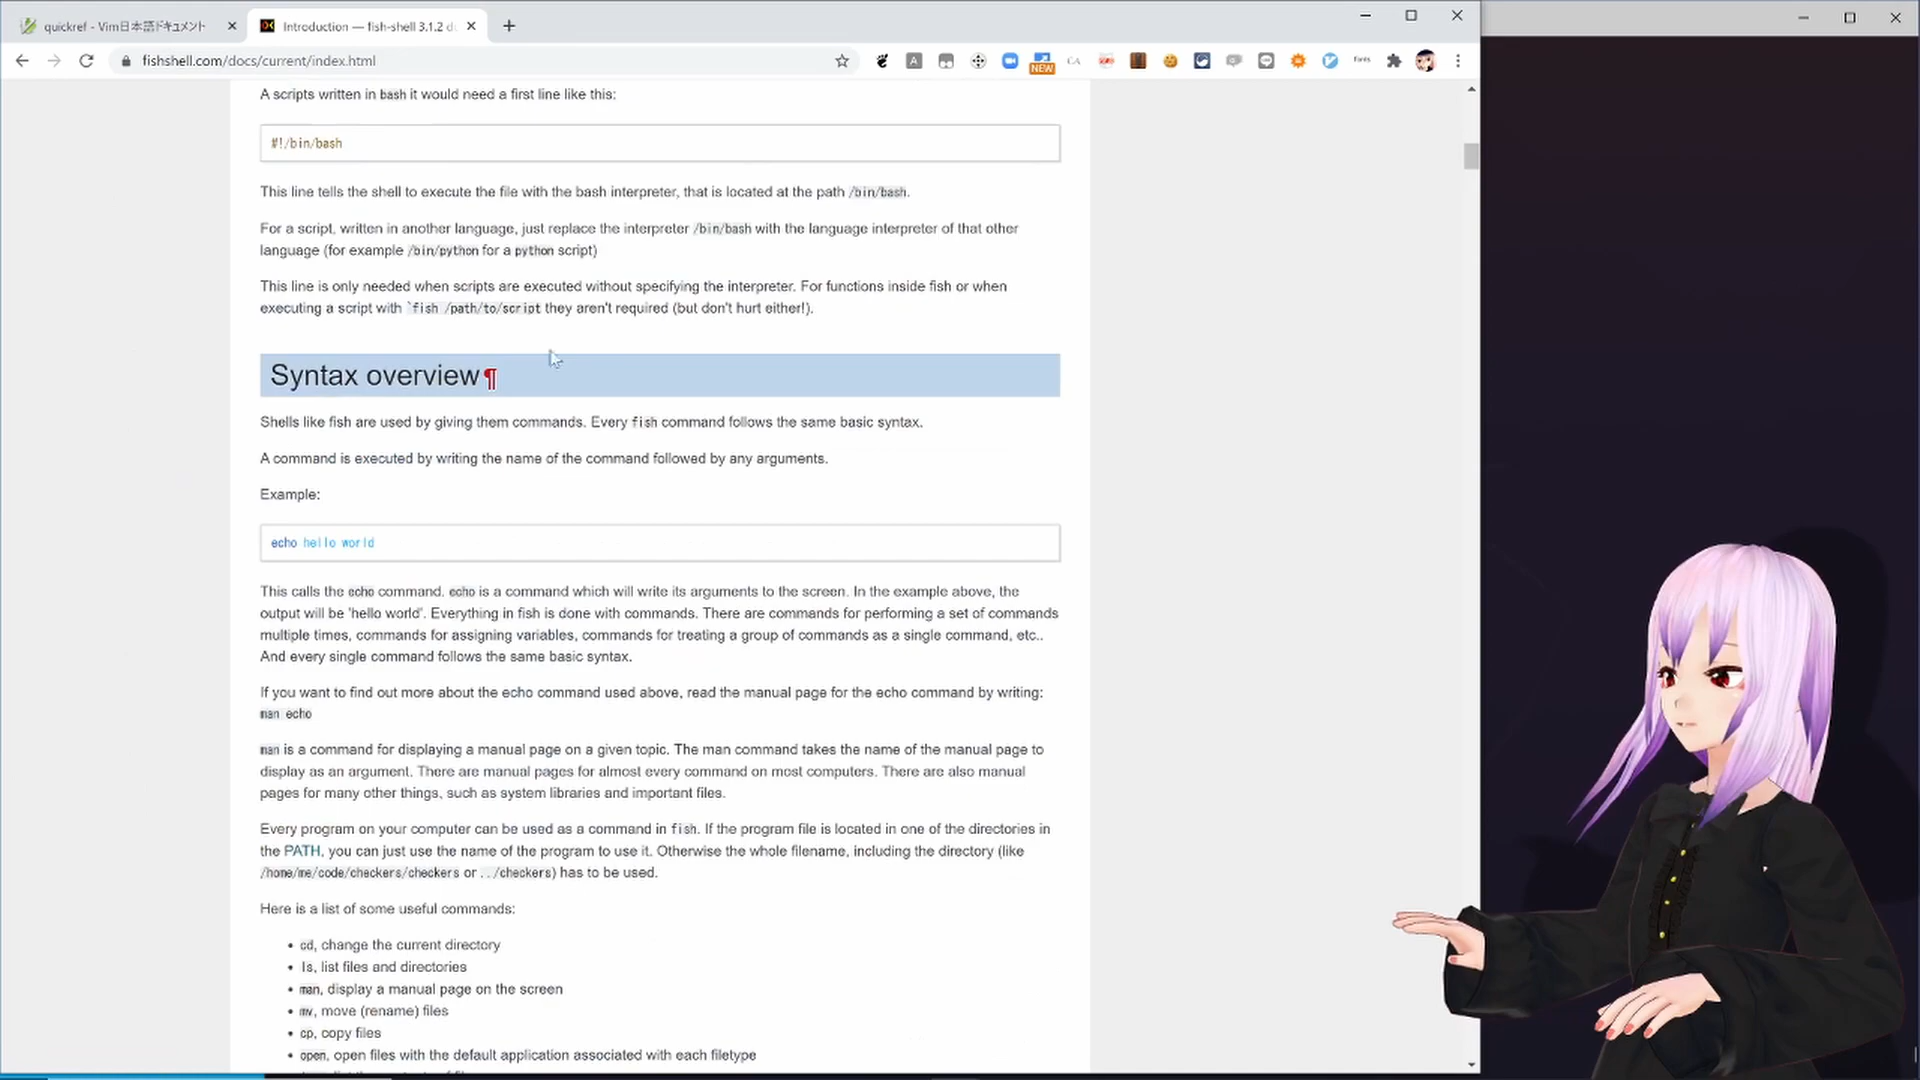 quickref - Vim日本語ドキュメント
Introduction — fish-shell 3.1.2 d
fishshell.com/docs/current/index.html
A
NEW
CA
fonts
A scripts written in bash it would need a first line like this:
#!/bin/bash
This line tells the shell to execute the file with the bash interpreter, that is located at the path /bin/bash.
For a script, written in another language, just replace the interpreter /bin/bash with the language interpreter of that other
language (for example /bin/python for a python script)
This line is only needed when scripts are executed without specifying the interpreter. For functions inside fish or when
executing a script with `fish /path/to/script they aren't required (but don't hurt either!).
Syntax overview¶
Shells like fish are used by giving them commands. Every fish command follows the same basic syntax.
A command is executed by writing the name of the command followed by any arguments.
Example:
echo hello world
This calls the echo command. echo is a command which will write its arguments to the screen. In the example above, the
output will be 'hello world'. Everything in fish is done with commands. There are commands for performing a set of commands
multiple times, commands for assigning variables, commands for treating a group of commands as a single command, etc..
And every single command follows the same basic syntax.
If you want to find out more about the echo command used above, read the manual page for the echo command by writing:
man echo
man is a command for displaying a manual page on a given topic. The man command takes the name of the manual page to
display as an argument. There are manual pages for almost every command on most computers. There are also manual
pages for many other things, such as system libraries and important files.
Every program on your computer can be used as a command in fish. If the program file is located in one of the directories in
the PATH, you can just use the name of the program to use it. Otherwise the whole filename, including the directory (like
/home/me/code/checkers/checkers or ../checkers) has to be used.
Here is a list of some useful commands:
• cd, change the current directory
• ls, list files and directories
• man, display a manual page on the screen
• mv, move (rename) files
• cp, copy files
• open, open files with the default application associated with each filetype